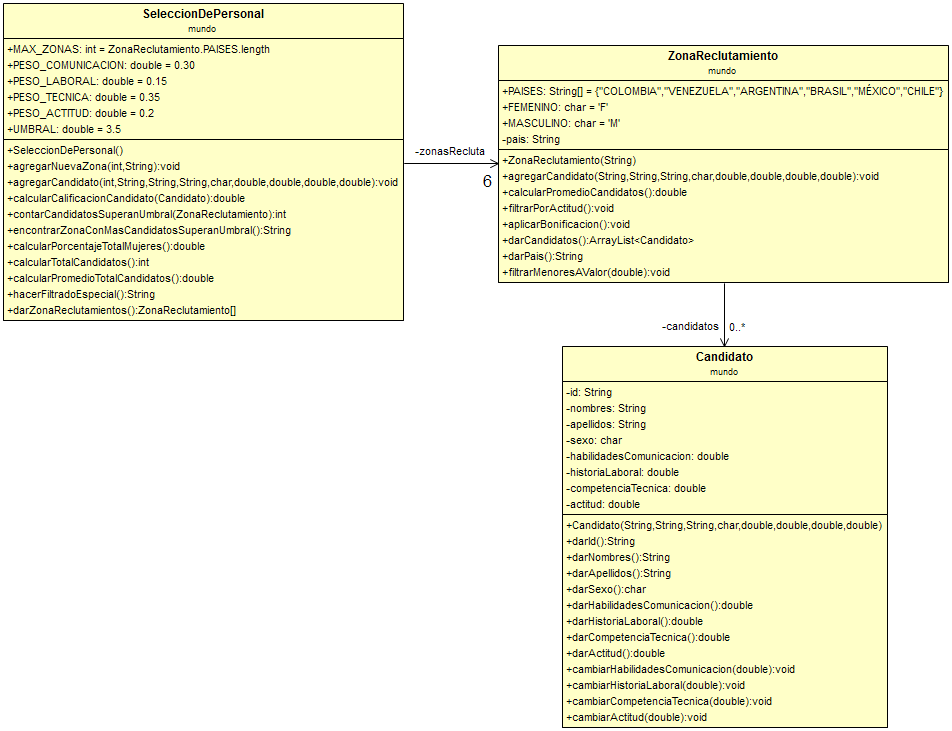 SeleccionDePersonal
mundo
+MAX_ZONAS: int = ZonaReclutamiento.PAISES.length
+PESO_COMUNICACION: double = 0.30
+PESO_LABORAL: double = 0.15
+PESO_TECNICA: double = 0.35
+PESO_ACTITUD: double = 0.2
+UMBRAL: double = 3.5
+SeleccionDePersonal()
+agregarNuevaZona(int,String):void
+agregarCandidato(int,String,String,String,char,double,double,double,double):void
+calcularCalificacionCandidato(Candidato):double
+contarCandidatosSuperanUmbral(ZonaReclutamiento):int
+encontrarZonaConMasCandidatosSuperanUmbral():String
+calcularPorcentajeTotalMujeres():double
+calcularTotalCandidatos():int
+calcularPromedioTotalCandidatos():double
+hacerFiltradoEspecial():String
+darZonaReclutamientos():ZonaReclutamiento[]
-zonasRecluta
6
ZonaReclutamiento
mundo
+PAISES: String[] = {"COLOMBIA","VENEZUELA","ARGENTINA","BRASIL","MÉXICO","CHILE"}
+FEMENINO: char = 'F'
+MASCULINO: char = 'M'
-pais: String
+ZonaReclutamiento(String)
+agregarCandidato(String,String,String,char,double,double,double,double):void
+calcularPromedioCandidatos():double
+filtrarPorActitud():void
+aplicarBonificacion():void
+darCandidatos():ArrayList<Candidato>
+darPais():String
+filtrarMenoresAValor(double):void
-candidatos 0..*
Candidato
mundo
-id: String
-nombres: String
-apellidos: String
-sexo: char
-habilidadesComunicacion: double
-historiaLaboral: double
-competenciaTecnica: double
-actitud: double
+Candidato(String,String,String,char,double,double,double,double)
+darId():String
+darNombres():String
+darApellidos():String
+darSexo():char
+darHabilidadesComunicacion():double
+darHistoriaLaboral():double
+darCompetenciaTecnica():double
+darActitud():double
+cambiarHabilidadesComunicacion(double):void
+cambiarHistoriaLaboral(double):void
+cambiarCompetenciaTecnica(double):void
+cambiarActitud(double):void